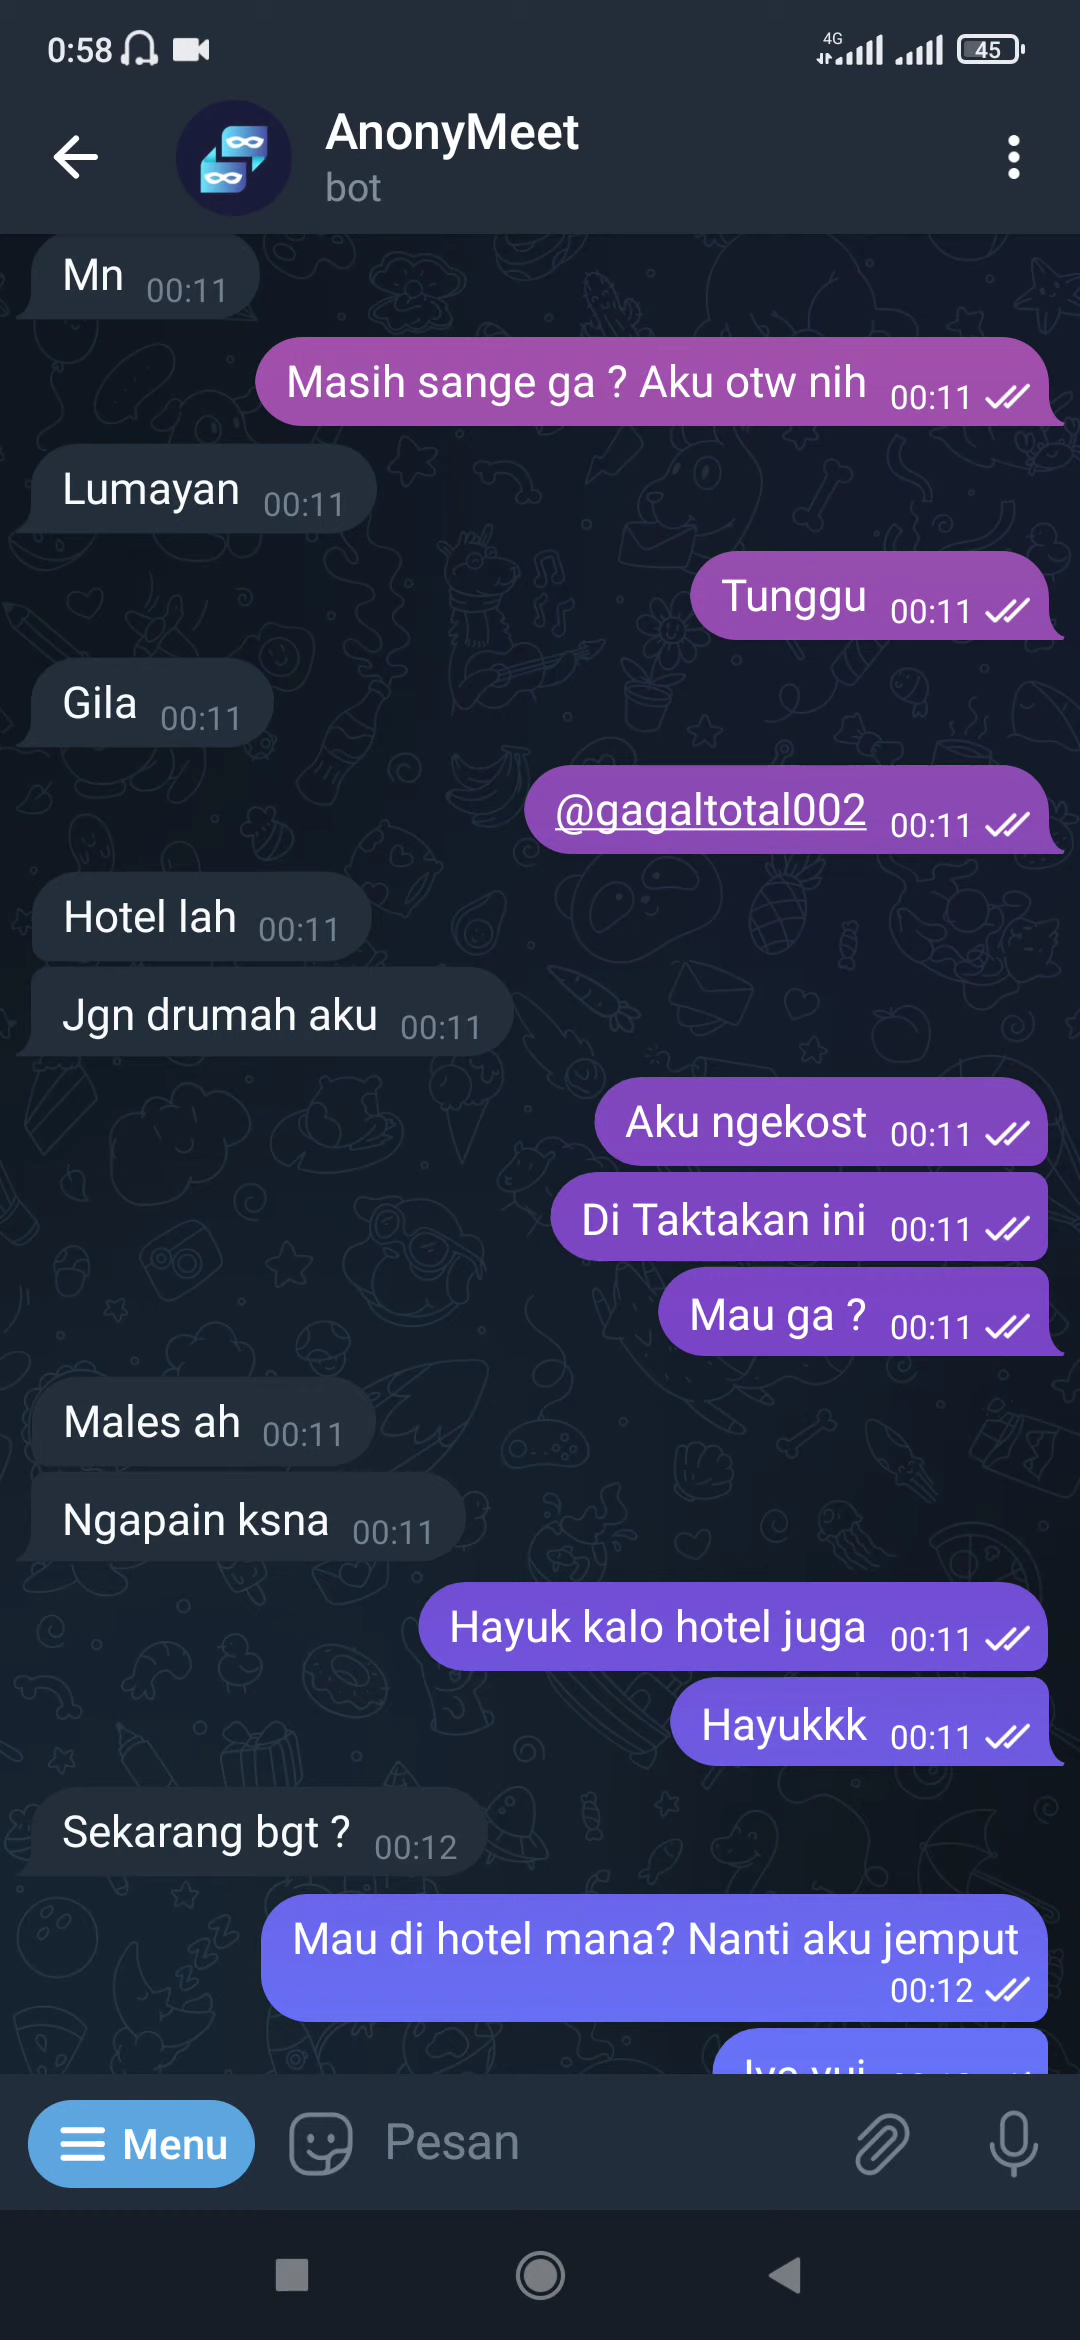 0:58
4G
45
AnonyMeet
bot
Mn 00:11
Masih sange ga ? Aku otw nih 00:11
Lumayan 00:11
Tunggu 00:11
Gila 00:11
@gagaltotal002 00:11
Hotel lah 00:11
Jgn drumah aku 00:11
Aku ngekost 00:11
Di Taktakan ini 00:11
Mau ga ? 00:11
Males ah 00:11
Ngapain ksna 00:11
Hayuk kalo hotel juga 00:11
Hayukkk 00:11
Sekarang bgt ? 00:12
Mau di hotel mana? Nanti aku jemput
00:12
Menu
Pesan